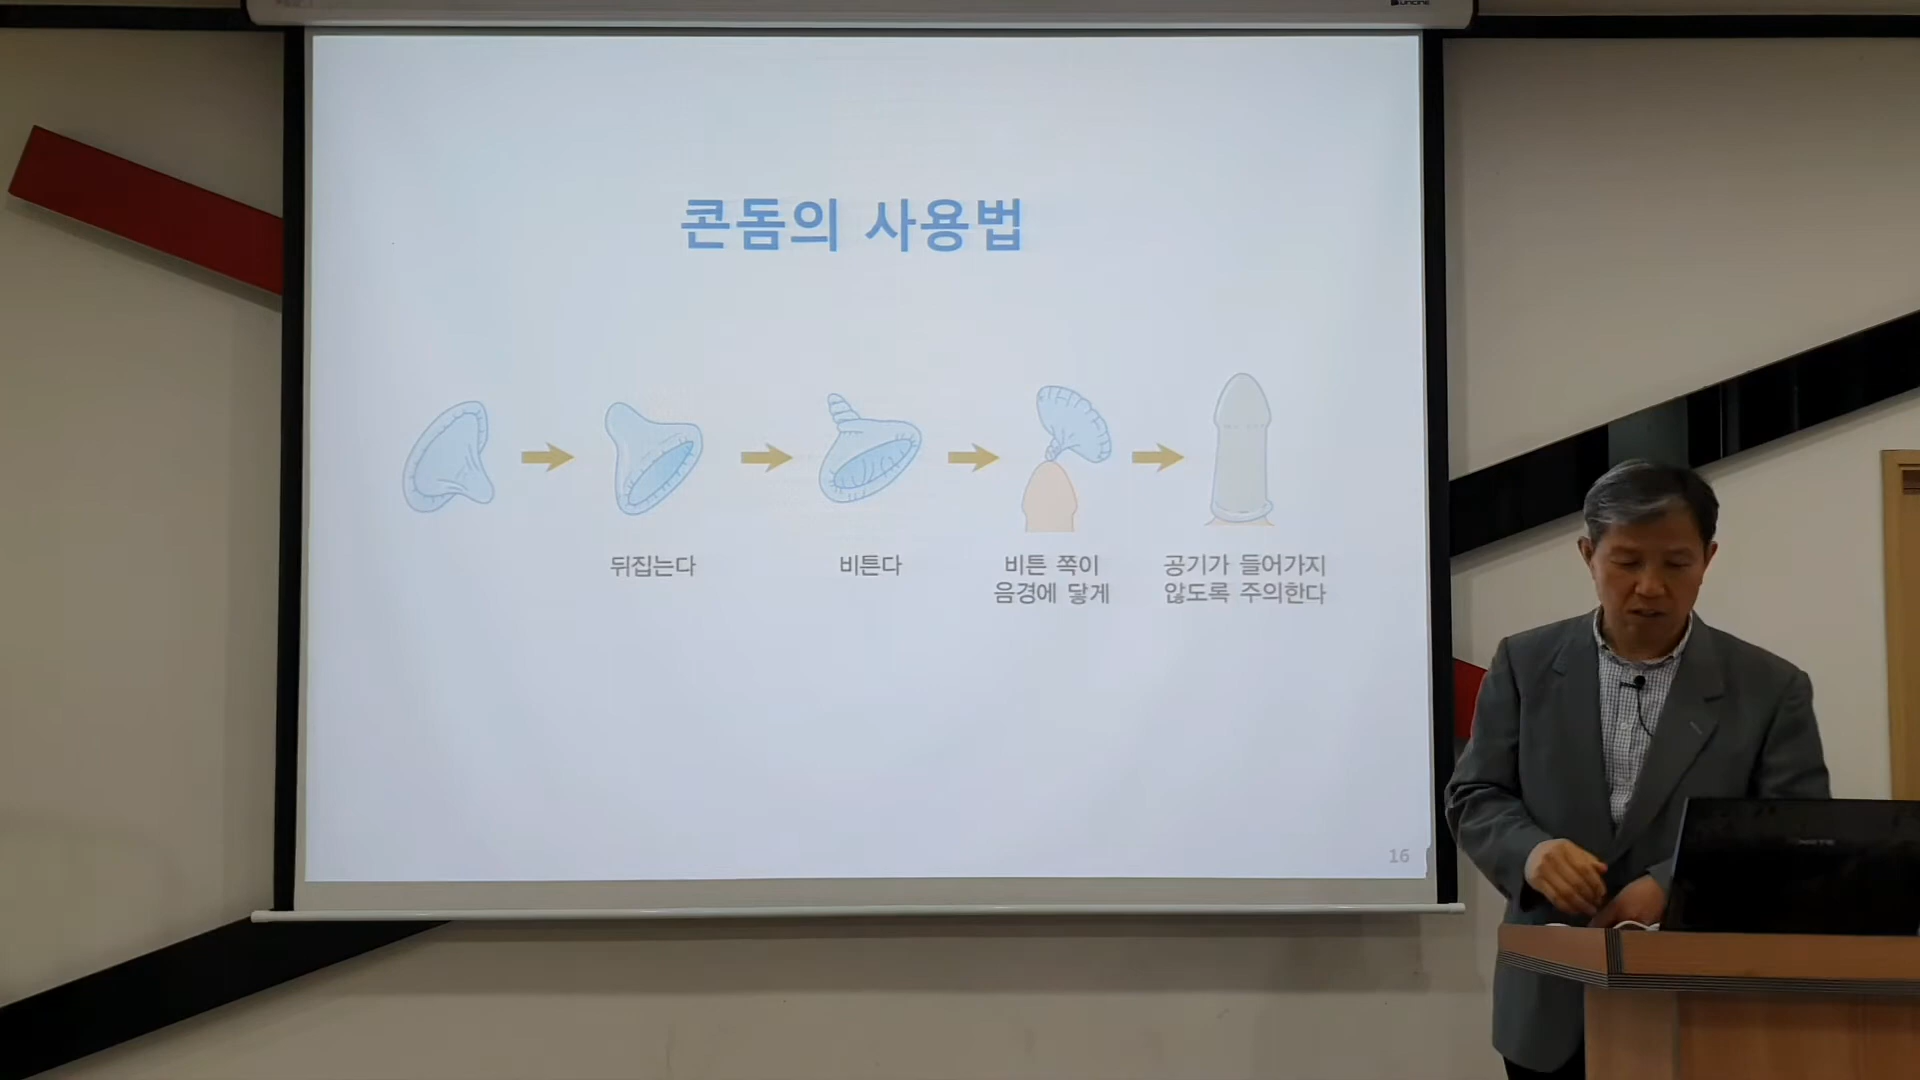 콘돔의 사용법
뒤집는다
비튼다
비튼 쪽이
음경에 닿게
공기가 들어가지
않도록 주의한다
16